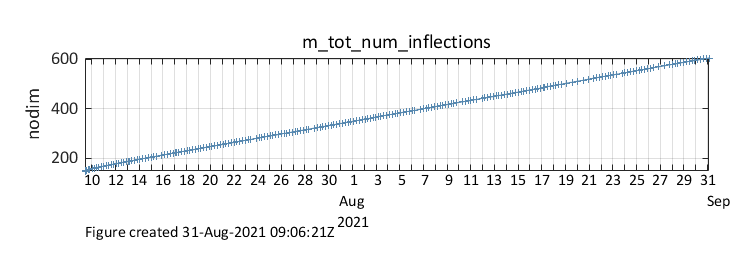 m_tot_num_inflections
600
400
200
nodim
10 12 14 16 18 20 22 24 26 28 30 1 3 5 7 9 11 13 15 17 19 21 23 25 27 29 31
Aug Sep
2021
Figure created 31-Aug-2021 09:06:21Z